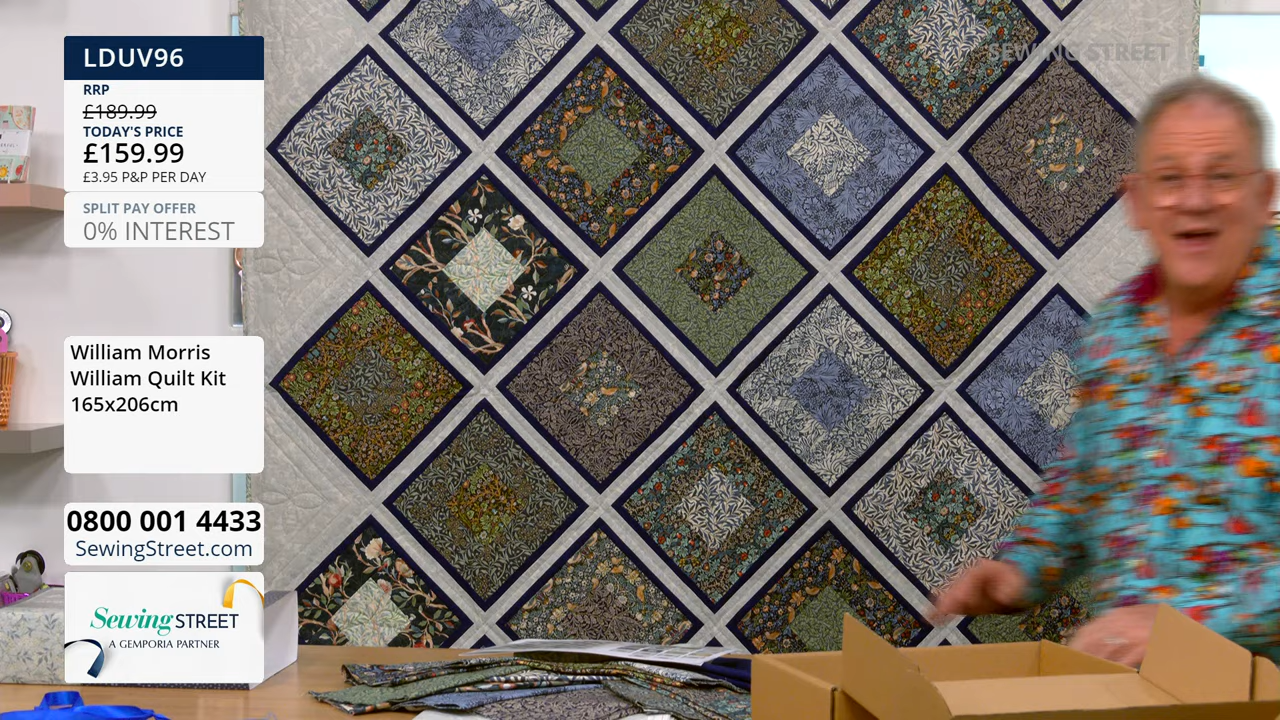 LDUV96
RRP
£189.99
TODAY'S PRICE
£159.99
£3.95 P&P PER DAY
SPLIT PAY OFFER
0% INTEREST
William Morris
William Quilt Kit
165x206cm
0800 001 4433
SewingStreet.com
Sewing STREET
A GEMPORIA PARTNER
SEWING STREET